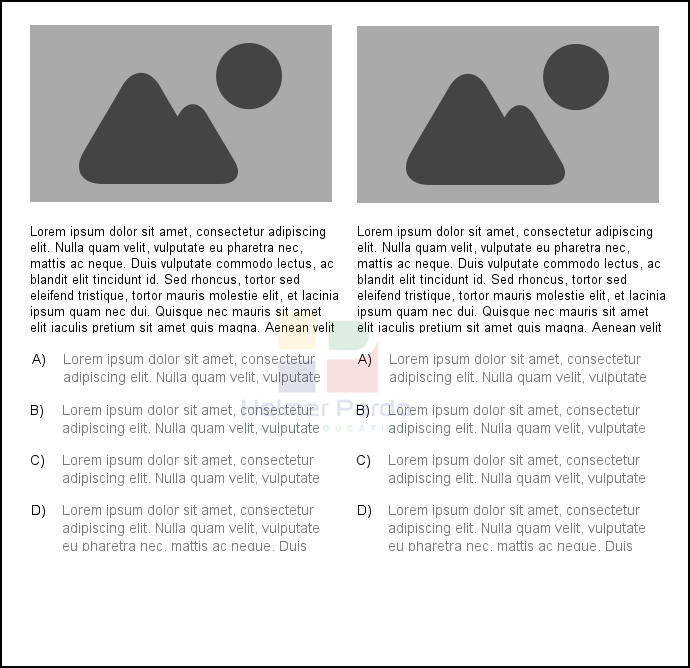 Lorem ipsum dolor sit amet, consectetur adipiscing
elit. Nulla quam velit, vulputate eu pharetra nec,
mattis ac neque. Duis vulputate commodo lectus, ac
blandit elit tincidunt id. Sed rhoncus, tortor sed
eleifend tristique, tortor mauris molestie elit, et lacinia
ipsum quam nec dui. Quisque nec mauris sit amet
elit iaculis pretium sit amet quis magna. Aenean velit
A) Lorem ipsum dolor sit amet, consectetur
adipiscing elit. Nulla quam velit, vulputate
B) Lorem ipsum dolor sit amet, consectetur
adipiscing elit. Nulla quam velit, vulputate
C) Lorem ipsum dolor sit amet, consectetur
adipiscing elit. Nulla quam velit, vulputate
D) Lorem ipsum dolor sit amet, consectetur
adipiscing elit. Nulla quam velit, vulputate
eu pharetra nec, mattis ac neque. Duis
Lorem ipsum dolor sit amet, consectetur adipiscing
elit. Nulla quam velit, vulputate eu pharetra nec,
mattis ac neque. Duis vulputate commodo lectus, ac
blandit elit tincidunt id. Sed rhoncus, tortor sed
eleifend tristique, tortor mauris molestie elit, et lacinia
ipsum quam nec dui. Quisque nec mauris sit amet
elit iaculis pretium sit amet quis magna. Aenean velit
A) Lorem ipsum dolor sit amet, consectetur
adipiscing elit. Nulla quam velit, vulputate
B) Lorem ipsum dolor sit amet, consectetur
adipiscing elit. Nulla quam velit, vulputate
C) Lorem ipsum dolor sit amet, consectetur
adipiscing elit. Nulla quam velit, vulputate
D) Lorem ipsum dolor sit amet, consectetur
adipiscing elit. Nulla quam velit, vulputate
eu pharetra nec, mattis ac neque. Duis
Pardo